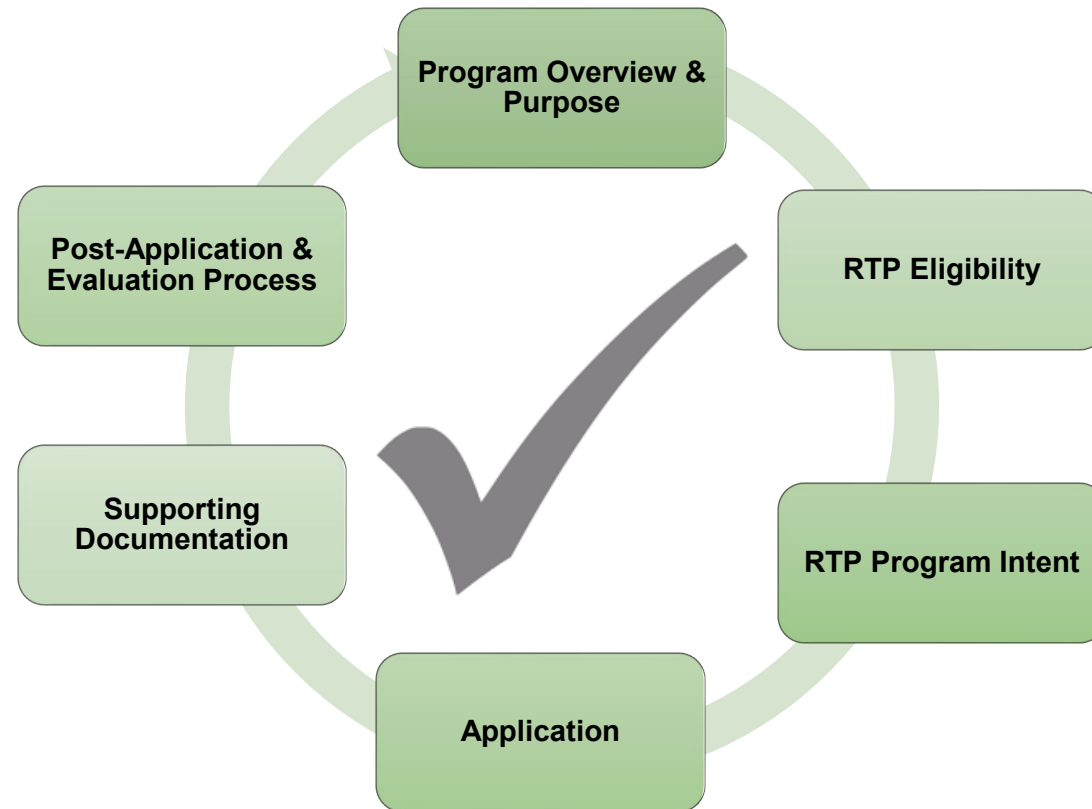 Program Overview &
Purpose
RTP Eligibility
RTP Program Intent
Application
Supporting
Documentation
Post-Application &
Evaluation Process